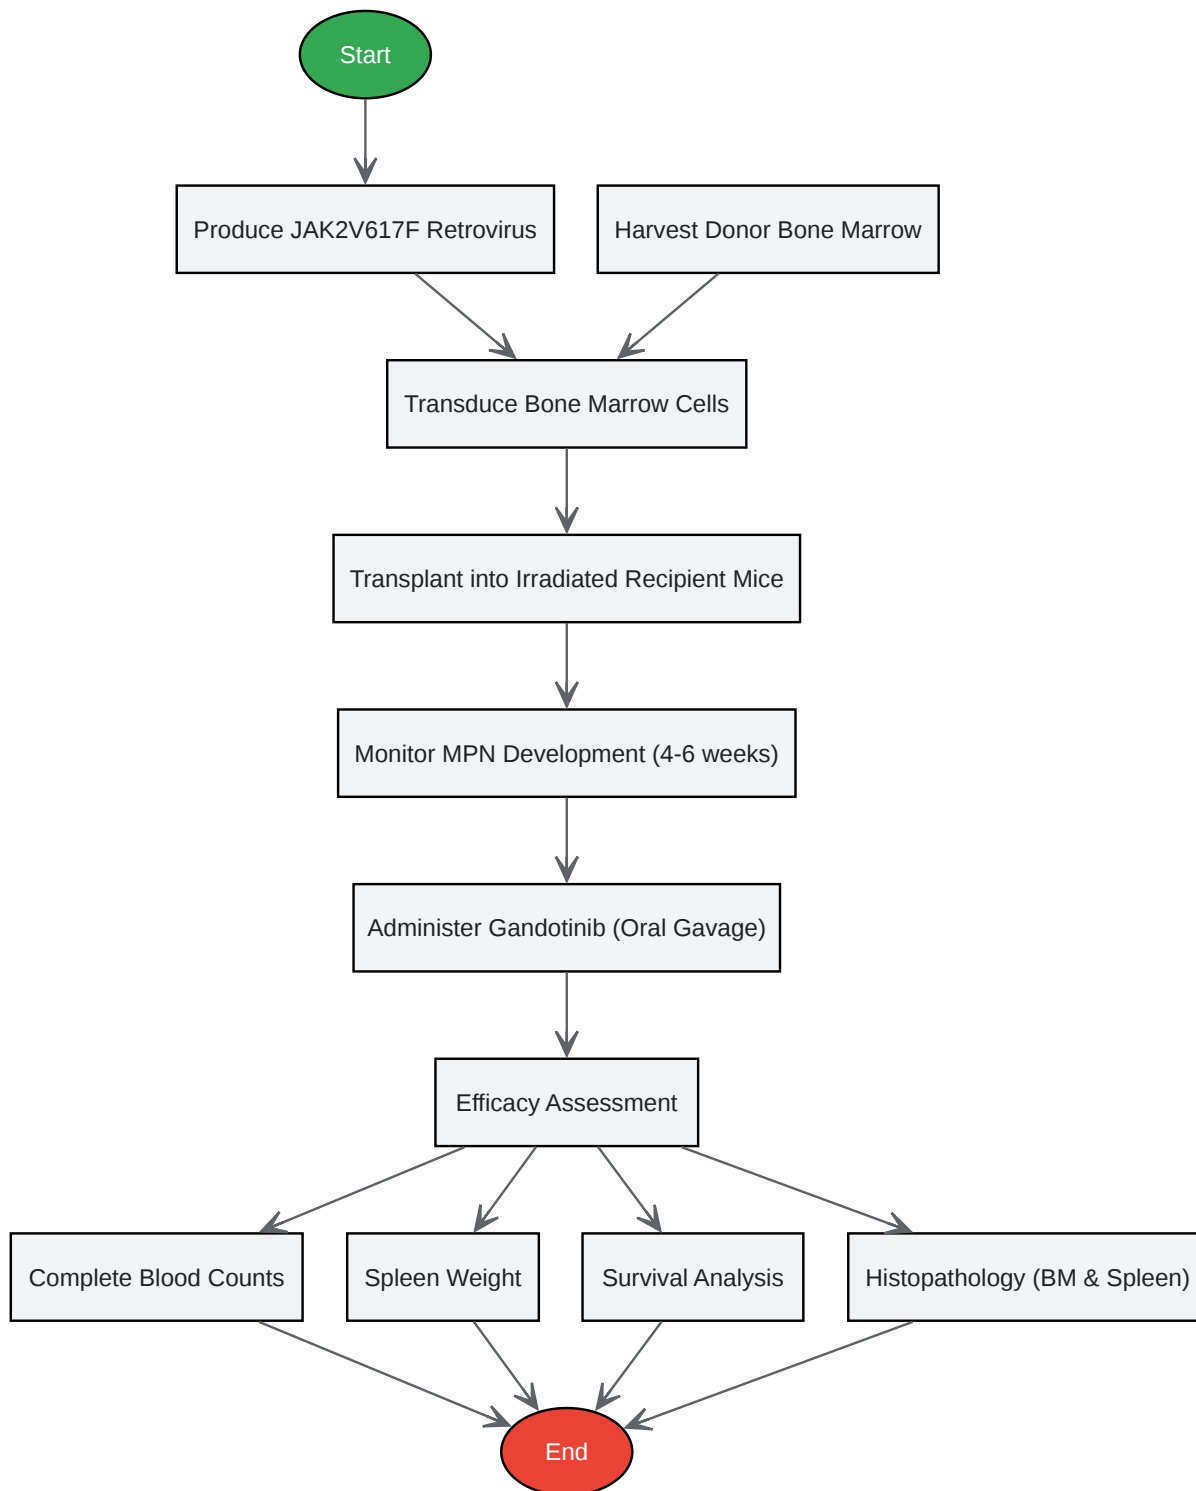 Start
Produce JAK2V617F Retrovirus
Harvest Donor Bone Marrow
Transduce Bone Marrow Cells
Transplant into Irradiated Recipient Mice
Monitor MPN Development (4-6 weeks)
Administer Gandotinib (Oral Gavage)
Efficacy Assessment
Complete Blood Counts
Spleen Weight
Survival Analysis
Histopathology (BM & Spleen)
End